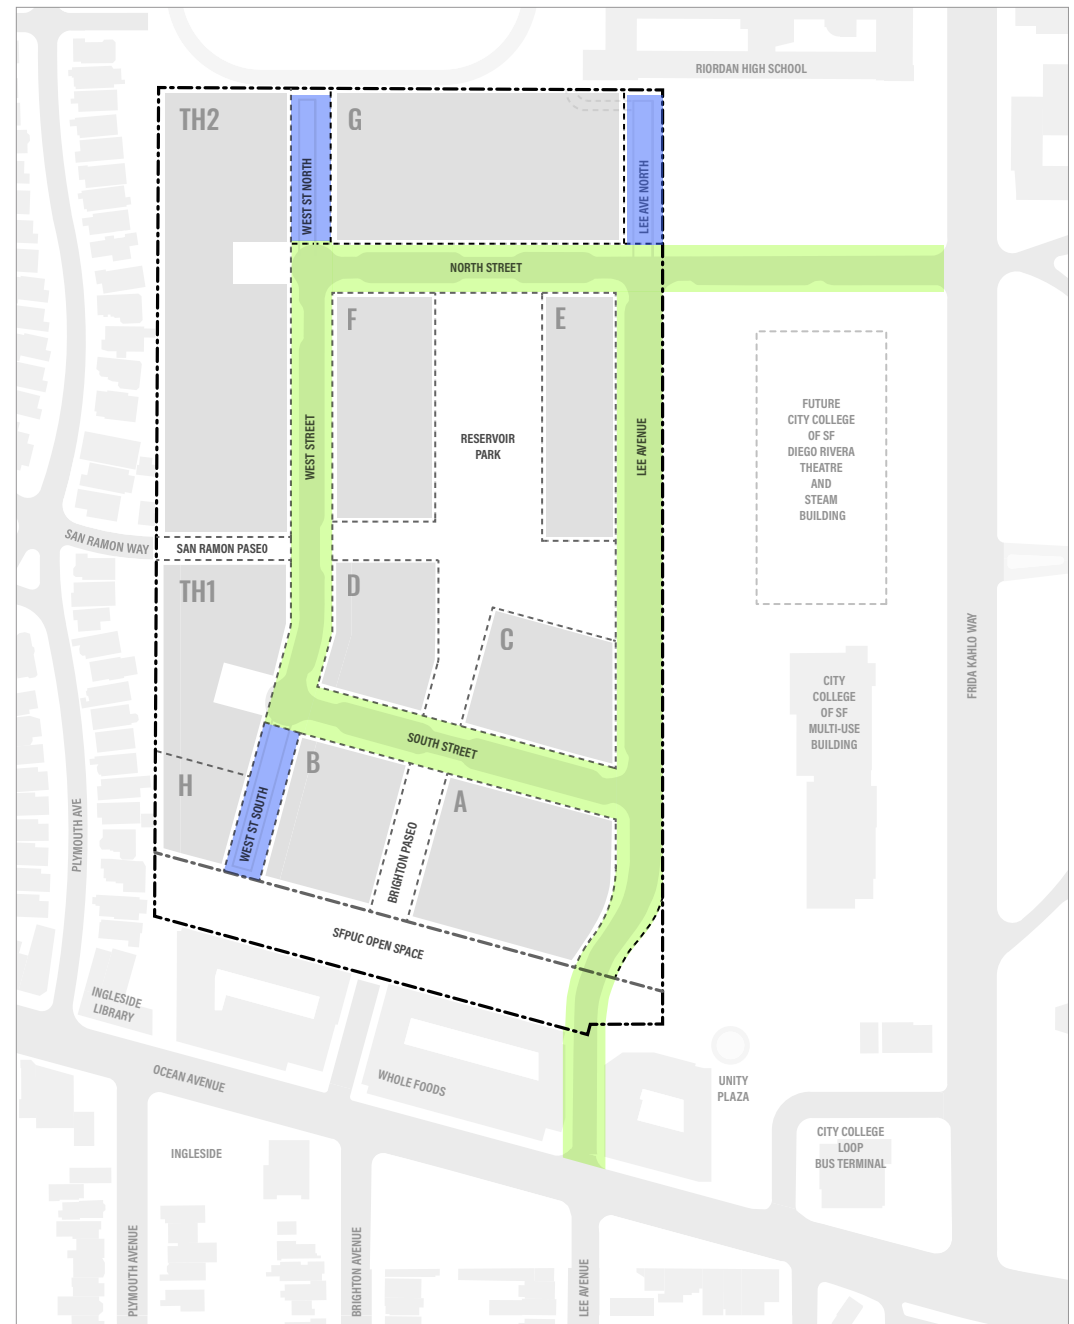 RIORDAN HIGH SCHOOL
TH2
WEST ST NORTH
G
LEE AVE NORTH
NORTH STREET
F
E
WEST STREET
RESERVOIR
PARK
LEE AVENUE
FUTURE
CITY COLLEGE
OF SF
DIEGO RIVERA
THEATRE
AND
STEAM
BUILDING
SAN RAMON WAY
SAN RAMON PASEO
TH1
D
C
FRIDA KAHLO WAY
CITY
COLLEGE
OF SF
MULTI-USE
BUILDING
SOUTH STREET
H
B
A
WEST ST SOUTH
BRIGHTON PASEO
PLYMOUTH AVE
SFPUC OPEN SPACE
INGLESIDE
LIBRARY
OCEAN AVENUE
WHOLE FOODS
UNITY
PLAZA
INGLESIDE
CITY COLLEGE
LOOP
BUS TERMINAL
PLYMOUTH AVENUE
BRIGHTON AVENUE
LEE AVENUE